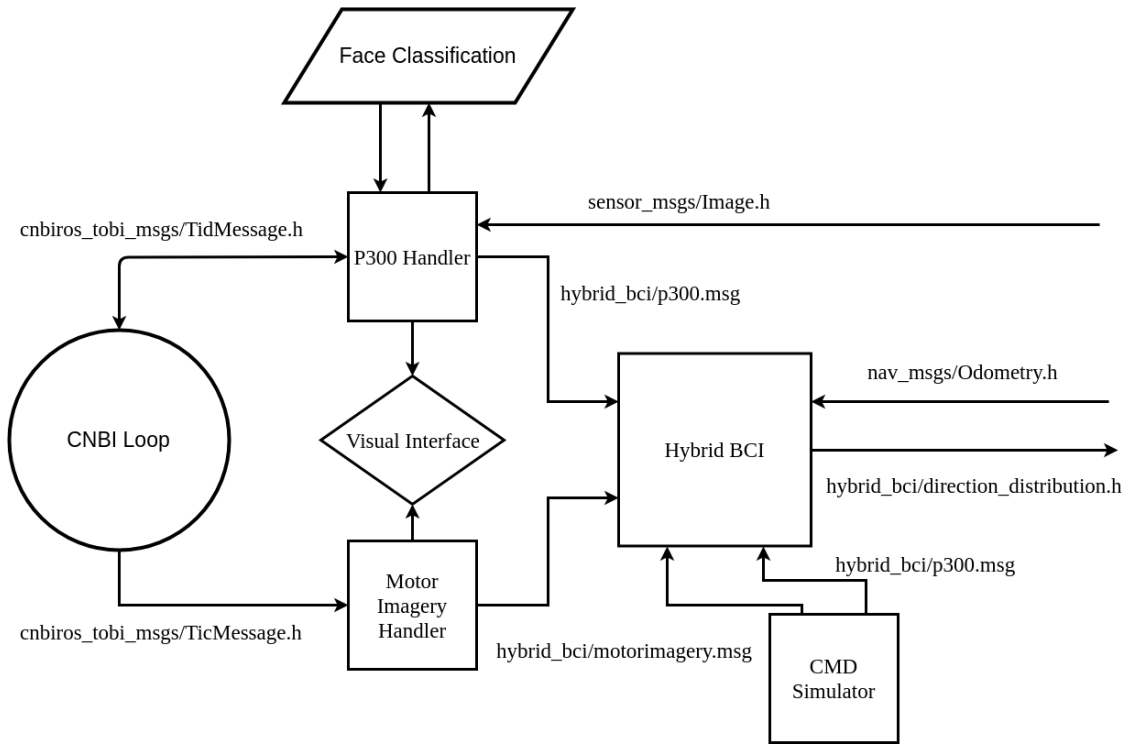 Face Classification
sensor_msgs/Image.h
cnbiros_tobi_msgs/TidMessage.h
P300 Handler
hybrid_bci/p300.msg
nav_msgs/Odometry.h
CNBI Loop
Visual Interface
Hybrid BCI
hybrid_bci/direction_distribution.h
hybrid_bci/p300.msg
Motor
Imagery
Handler
cnbiros_tobi_msgs/TicMessage.h
hybrid_bci/motorimagery.msg
CMD
Simulator